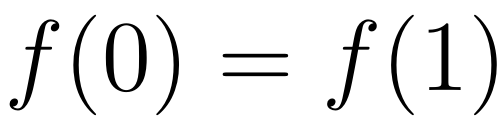 f(0) = f(1)